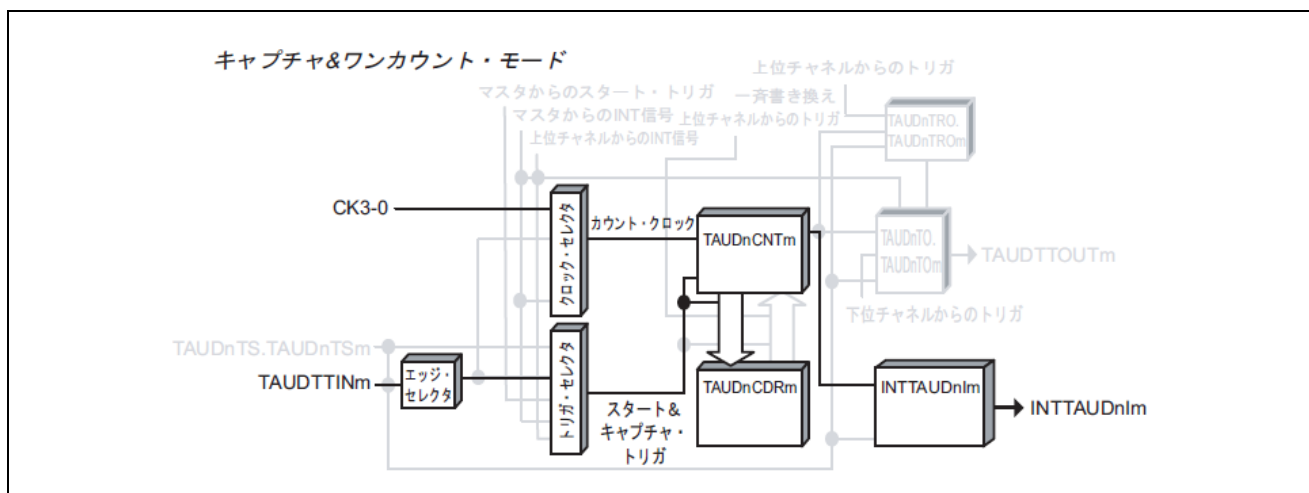 キャプチャ&ワンカウント・モード
上位チャネルからのトリガ
マスタからのスタート・トリガ
一斉書き換え
マスタからのINT信号
上位チャネルからのトリガ
上位チャネルからのINT信号
TAUDnTRO.
TAUDnTROm
CK3-0
クロック・セレクタ
カウント・クロック
TAUDnCNTm
TAUDnTO.
TAUDnTOm
TAUDTTOUTm
下位チャネルからのトリガ
TAUDnTS.TAUDnTSm
TAUDTTINm
エッジ・
セレクタ
トリガ・セレクタ
スタート&
キャプチャ・
トリガ
TAUDnCDRm
INTTAUDnIm
INTTAUDnIm